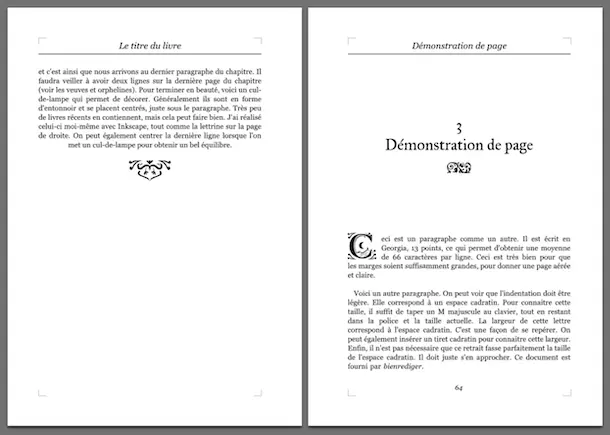 Le titre du livre
et c'est ainsi que nous arrivons au dernier paragraphe du chapitre. Il
faudra veiller à avoir deux lignes sur la dernière page du chapitre
(voir les veuves et orphelines). Pour terminer en beauté, voici un cul-
de-lampe qui permet de décorer. Généralement ils sont en forme
d'entonnoir et se placent centrés, juste sous le paragraphe. Très peu
de livres récents en contiennent, mais cela peut faire bien. J'ai réalisé
celui-ci moi-même avec Inkscape, tout comme la lettrine sur la page
de droite. On peut également centrer la dernière ligne lorsque l'on
met un cul-de-lampe pour obtenir un bel équilibre.
Démonstration de page
3
Démonstration de page
Ceci est un paragraphe comme un autre. Il est écrit en
Georgia, 13 points, ce qui permet d'obtenir une moyenne
de 66 caractères par ligne. Ceci est très bien pour que
les marges soient suffisamment grandes, pour donner une page aérée
et claire.
Voici un autre paragraphe. On peut voir que l'indentation doit être
légère. Elle correspond à un espace cadratin. Pour connaitre cette
taille, il suffit de taper un M majuscule au clavier, tout en restant
dans la police et la taille actuelle. La largeur de cette lettre
correspond à l'espace cadratin. C'est une façon de se repérer. On
peut également insérer un tiret cadratin pour connaitre cette largeur.
Enfin, il n'est pas nécessaire que ce retrait fasse parfaitement la taille
de l'espace cadratin. Il doit juste s'en approcher. Ce document est
fourni par bienrediger.
64